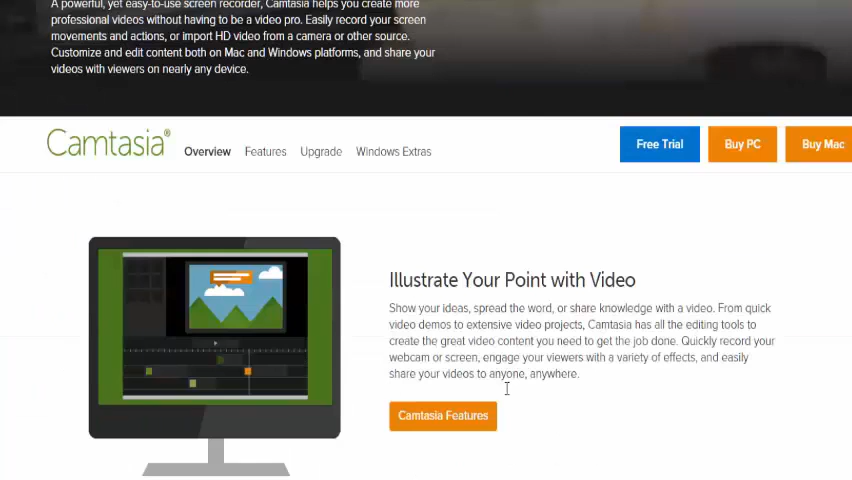 A powerful, yet easy-to-use screen recorder, Camtasia helps you create more
professional videos without having to be a video pro. Easily record your screen
movements and actions, or import HD video from a camera or other source.
Customize and edit content both on Mac and Windows platforms, and share your
videos with viewers on nearly any device.
Camtasia® Overview Features Upgrade Windows Extras Free Trial Buy PC Buy Mac
Illustrate Your Point with Video
Show your ideas, spread the word, or share knowledge with a video. From quick
video demos to extensive video projects, Camtasia has all the editing tools to
create the great video content you need to get the job done. Quickly record your
webcam or screen, engage your viewers with a variety of effects, and easily
share your videos to anyone, anywhere.
Camtasia Features